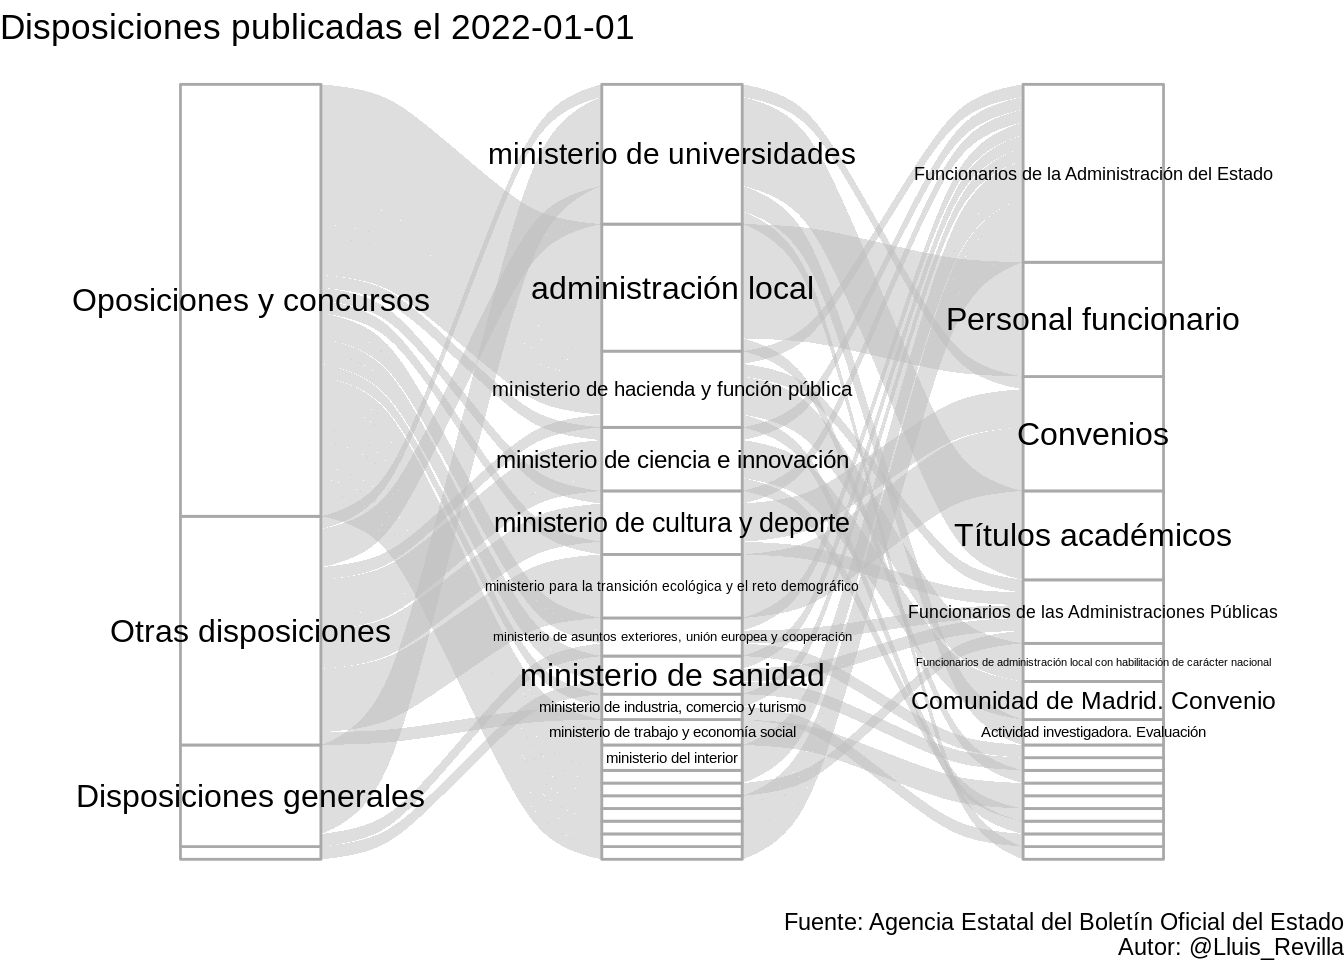 Disposiciones publicadas el 2022-01-01
Oposiciones y concursos
Otras disposiciones
Disposiciones generales
ministerio de universidades
administración local
ministerio de hacienda y función pública
ministerio de ciencia e innovación
ministerio de cultura y deporte
ministerio para la transición ecológica y el reto demográfico
ministerio de asuntos exteriores, unión europea y cooperación
ministerio de sanidad
ministerio de industria, comercio y turismo
ministerio de trabajo y economía social
ministerio del interior
Funcionarios de la Administración del Estado
Personal funcionario
Convenios
Títulos académicos
Funcionarios de las Administraciones Públicas
Funcionarios de administración local con habilitación de carácter nacional
Comunidad de Madrid. Convenio
Actividad investigadora. Evaluación
Fuente: Agencia Estatal del Boletín Oficial del Estado
Autor: @Lluis_Revilla